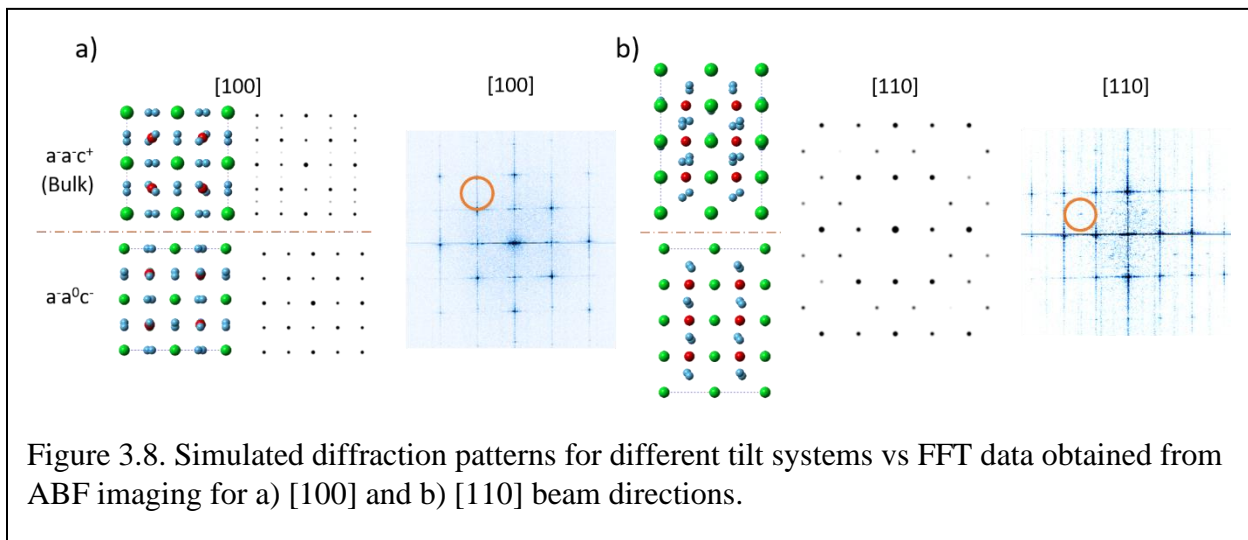 a)
[100]
[100]
a⁻a⁻c⁺
(Bulk)
a⁻a⁰c⁻
b)
[110]
[110]
Figure 3.8. Simulated diffraction patterns for different tilt systems vs FFT data obtained from
ABF imaging for a) [100] and b) [110] beam directions.